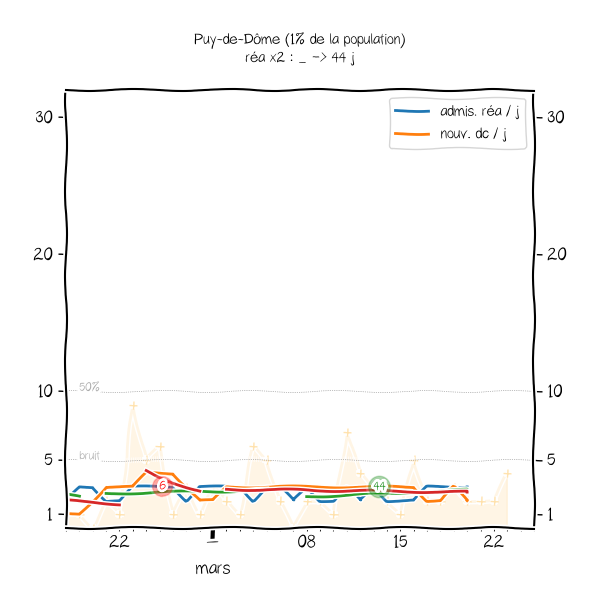 Puy-de-Dôme (1% de la population)
réa x2 : _ -> 44 j
admis. réa / j
nouv. dc / j
30
30
20
20
10
10
50%
5
5
bruit
6
44
1
1
22
08
15
22
mars